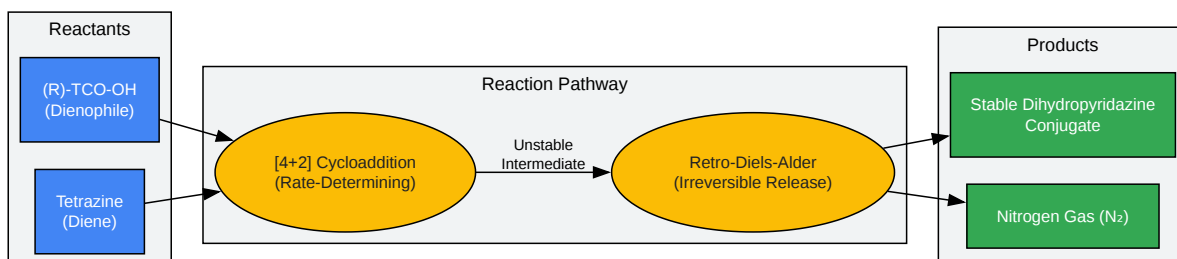 Reactants
(R)-TCO-OH
(Dienophile)
Tetrazine
(Diene)
Reaction Pathway
[4+2] Cycloaddition
(Rate-Determining)
Unstable
Intermediate
Retro-Diels-Alder
(Irreversible Release)
Products
Stable Dihydropyridazine
Conjugate
Nitrogen Gas (N₂)